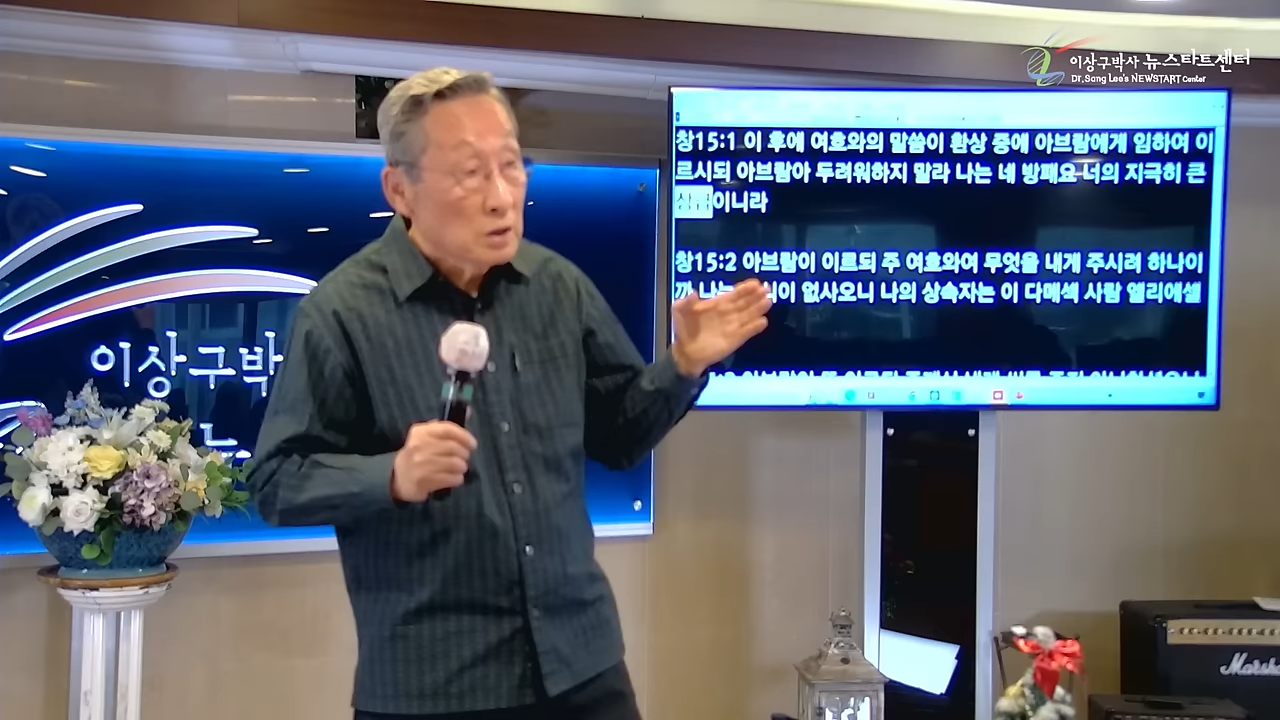 이상구박사 뉴스타트센터
Dr. Sang Lee's NEWSTART Center
창15:1 이 후에 여호와의 말씀이 환상 중에 아브람에게 임하여 이
르시되 아브람아 두려워하지 말라 나는 네 방패요 너의 지극히 큰
상급이니라
창15:2 아브람이 이르되 주 여호와여 무엇을 내게 주시려 하나이
까 나는 이 없사오니 나의 상속자는 이 다메섹 사람 엘리에셀
이상구박
뉴